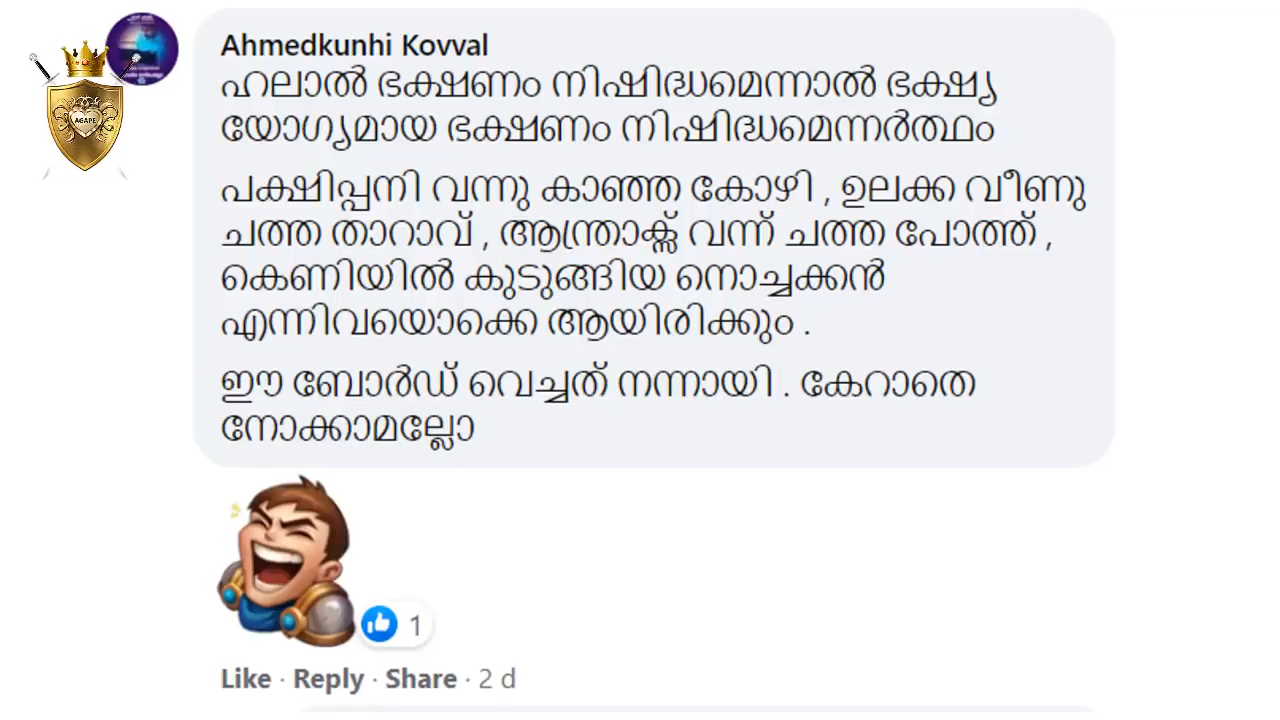 AGAPE
Ahmedkunhi Kovval
ഹലാൽ ഭക്ഷണം നിഷിദ്ധമെന്നാൽ ഭക്ഷ്യ
യോഗ്യമായ ഭക്ഷണം നിഷിദ്ധമെന്നർത്ഥം
പക്ഷിപ്പനി വന്നു കാഞ്ഞ കോഴി , ഉലക്ക വീണു
ചത്ത താറാവ് , ആന്ത്രാക്സ് വന്ന് ചത്ത പോത്ത് ,
കെണിയിൽ കുടുങ്ങിയ നൊച്ചക്കൻ
എന്നിവയൊക്കെ ആയിരിക്കും .
ഈ ബോർഡ് വെച്ചത് നന്നായി . കേറാതെ
നോക്കാമല്ലോ
1
Like · Reply · Share · 2 d